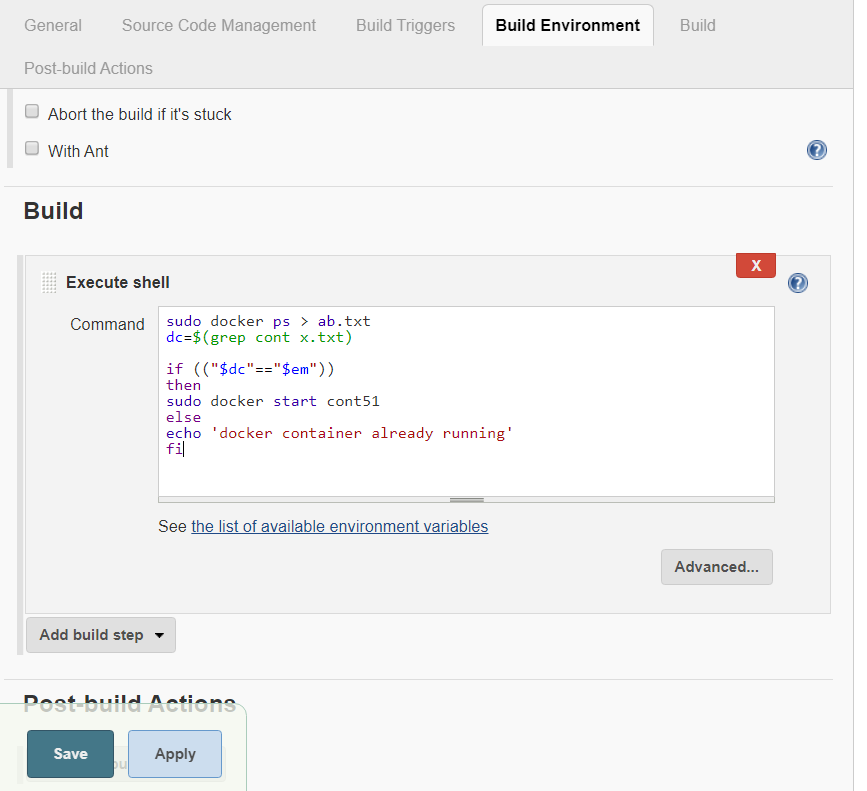 General Source Code Management Build Triggers Build Environment Build
Post-build Actions
Abort the build if it's stuck
With Ant
?
Build
X
Execute shell
?
Command
sudo docker ps > ab.txt
dc=$(grep cont x.txt)
if (("$dc"=="$em"))
then
sudo docker start cont51
else
echo 'docker container already running'
fi
See the list of available environment variables
Advanced...
Add build step
Post-build Actions
Save Apply